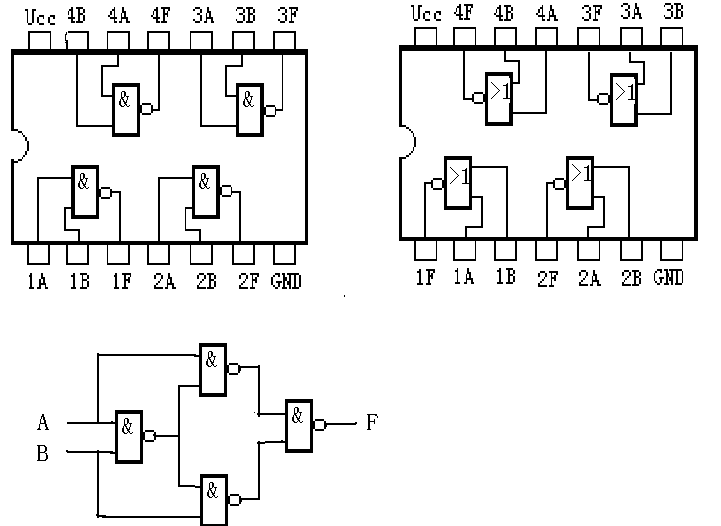 Ucc 4B 4A 4F 3A 3B 3F
& &
& &
1A 1B 1F 2A 2B 2F GND
Ucc 4F 4B 4A 3F 3A 3B
>1 >1
>1 >1
1F 1A 1B 2F 2A 2B GND
&
A & & F
B
&